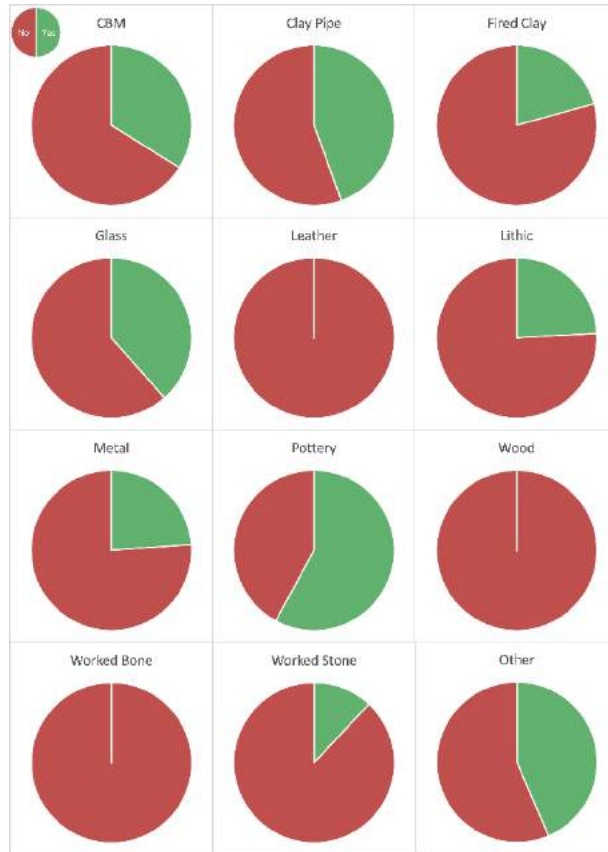 No Yes
CBM
Clay Pipe
Fired Clay
Glass
Leather
Lithic
Metal
Pottery
Wood
Worked Bone
Worked Stone
Other